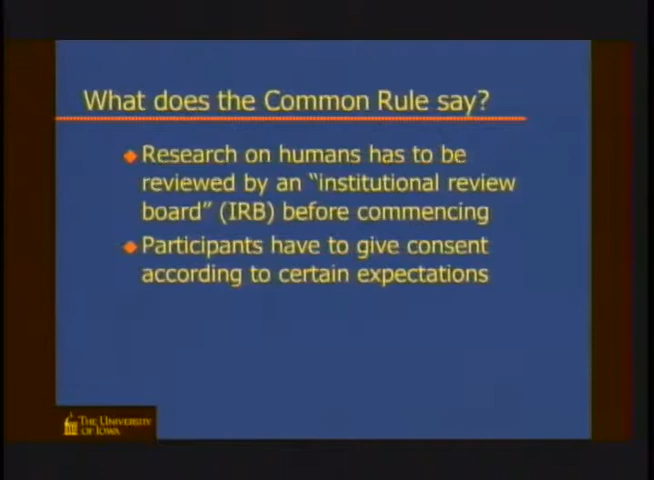 What does the Common Rule say?
Research on humans has to be
reviewed by an “institutional review
board” (IRB) before commencing
Participants have to give consent
according to certain expectations
THE UNIVERSITY
OF IOWA